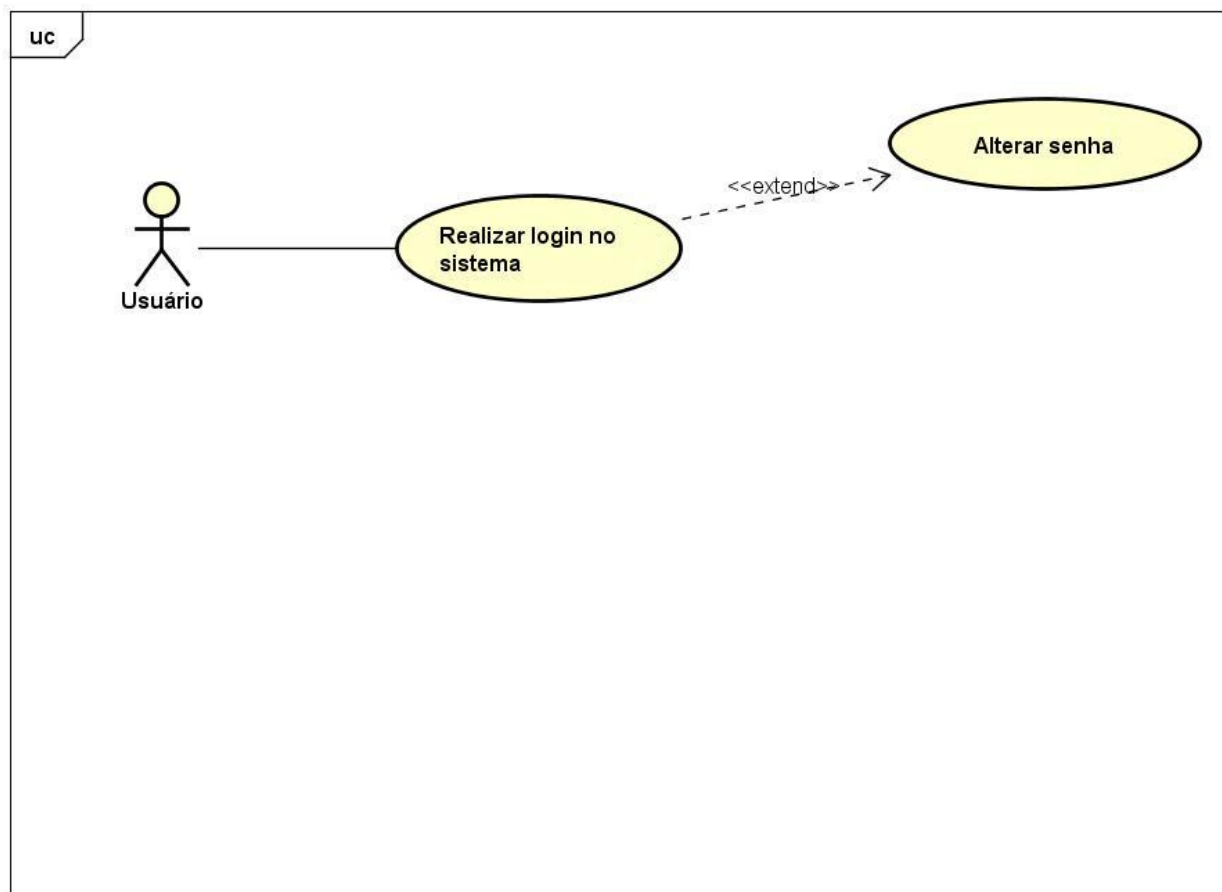 uc
Alterar senha
<<extend>>
Realizar login no
sistema
Usuário